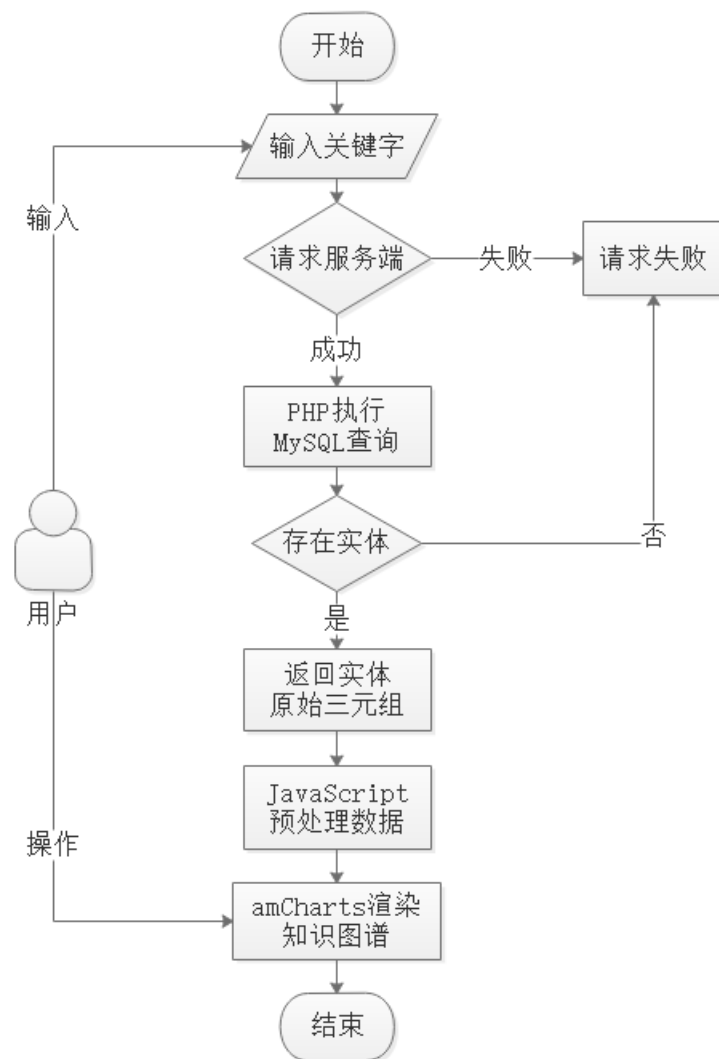 开始
输入关键字
输入
请求服务端
失败
请求失败
成功
PHP执行
MySQL查询
存在实体
否
用户
是
返回实体
原始三元组
JavaScript
预处理数据
操作
amCharts渲染
知识图谱
结束